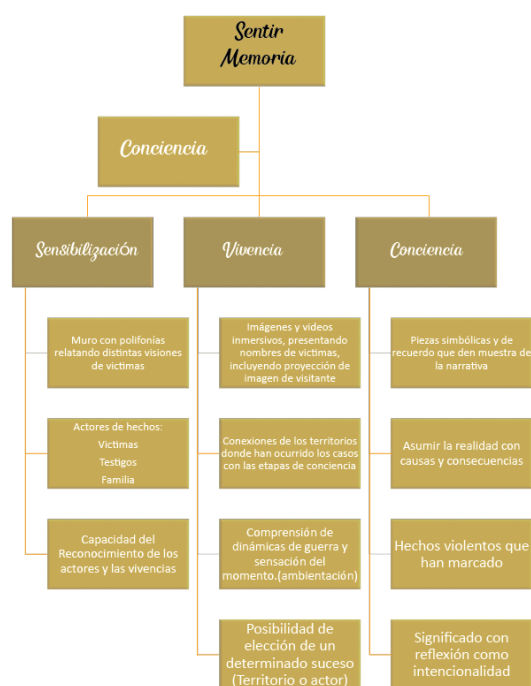 Sentir
Memoria
Conciencia
Sensibilización
Muro con polifonías
relatando distintas visiones
de victimas
Actores de hechos:
Victimas
Testigos
Familia
Capacidad del
Reconocimiento de los
actores y las vivencias
Vivencia
Imágenes y videos
inmersivos, presentando
nombres de victimas,
incluyendo proyección de
imagen de visitante
Conexiones de los territorios
donde han ocurrido los casos
con las etapas de conciencia
Comprensión de
dinámicas de guerra y
sensación del
momento.(ambientación)
Posibilidad de
elección de un
determinado suceso
(Territorio o actor)
Conciencia
Piezas simbólicas y de
recuerdo que den muestra de
la narrativa
Asumir la realidad con
causas y consecuencias
Hechos violentos que
han marcado
Significado con
reflexión como
intencionalidad